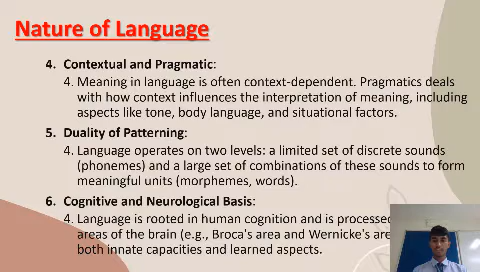 Nature of Language
4. Contextual and Pragmatic:
4. Meaning in language is often context-dependent. Pragmatics deals
with how context influences the interpretation of meaning, including
aspects like tone, body language, and situational factors.
5. Duality of Patterning:
4. Language operates on two levels: a limited set of discrete sounds
(phonemes) and a large set of combinations of these sounds to form
meaningful units (morphemes, words).
6. Cognitive and Neurological Basis:
4. Language is rooted in human cognition and is processed
areas of the brain (e.g., Broca's area and Wernicke's
both innate capacities and learned aspects.